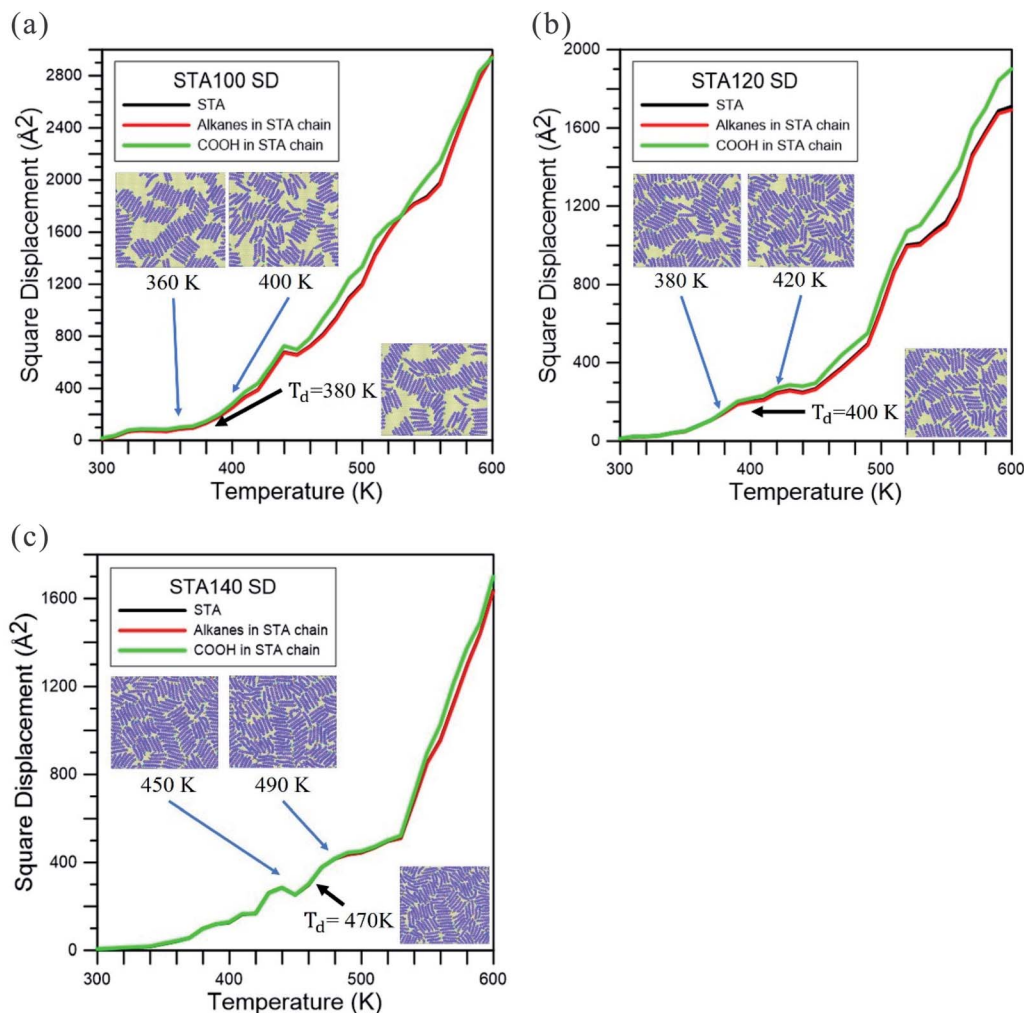 (a)
STA100 SD
STA
Alkanes in STA chain
COOH in STA chain
360 K
400 K
Td=380 K
Square Displacement (Å2)
0
400
800
1200
1600
2000
2400
2800
300
400
500
600
Temperature (K)
(b)
STA120 SD
STA
Alkanes in STA chain
COOH in STA chain
380 K
420 K
Td=400 K
Square Displacement (Å2)
0
400
800
1200
1600
2000
300
400
500
600
Temperature (K)
(c)
STA140 SD
STA
Alkanes in STA chain
COOH in STA chain
450 K
490 K
Td= 470K
Square Displacement (Å2)
0
400
800
1200
1600
300
400
500
600
Temperature (K)